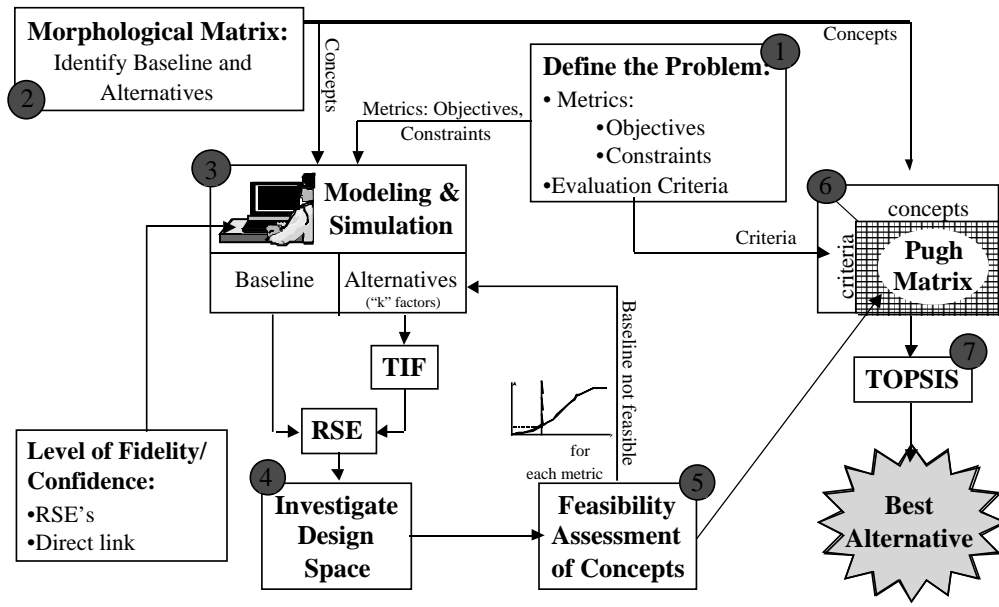 Morphological Matrix:
Identify Baseline and
Alternatives
2
Concepts
Concepts
1
Define the Problem:
• Metrics:
•Objectives
•Constraints
•Evaluation Criteria
Metrics: Objectives,
Constraints
3
Modeling &
Simulation
Baseline
Alternatives
("k" factors)
TIF
RSE
Level of Fidelity/
Confidence:
•RSE's
•Direct link
4
Investigate
Design
Space
for
each metric
Baseline not feasible
5
Feasibility
Assessment
of Concepts
Criteria
6
concepts
criteria
Pugh
Matrix
7
TOPSIS
Best
Alternative